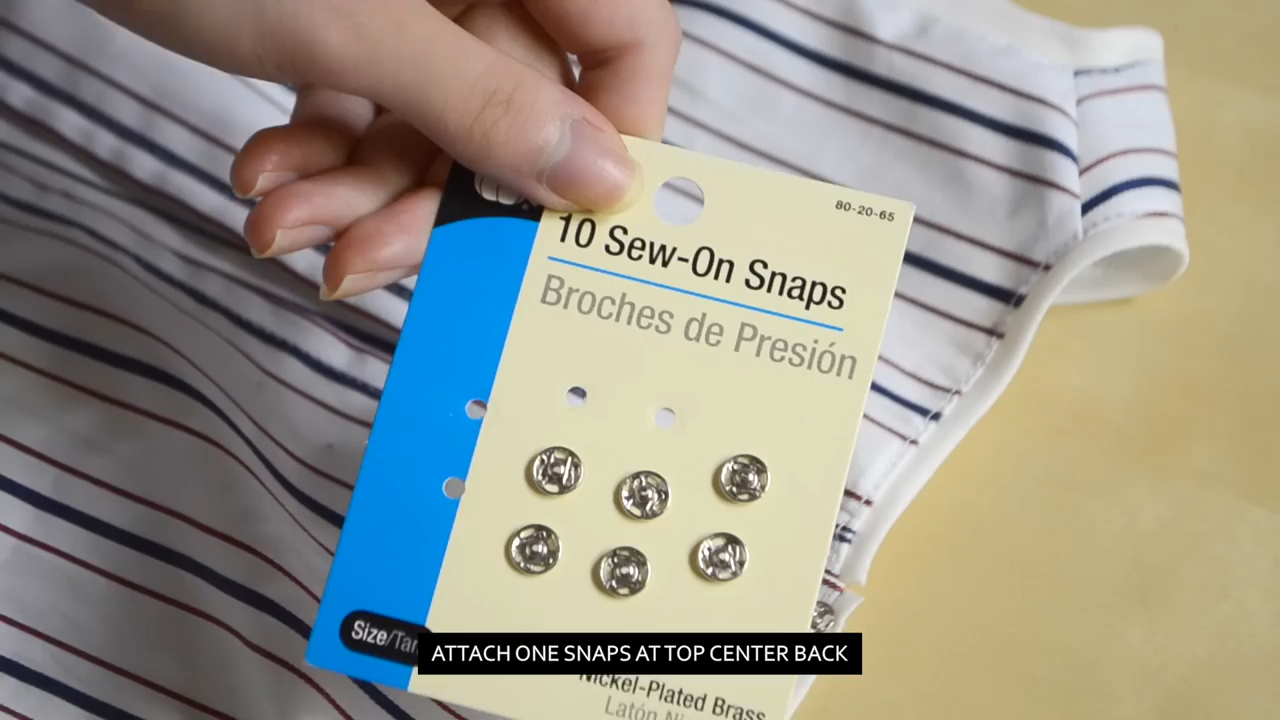 80-20-65
10 Sew-On Snaps
Broches de Presión
Size/
ATTACH ONE SNAPS AT TOP CENTER BACK
Nickel-Plated Brass
Latón